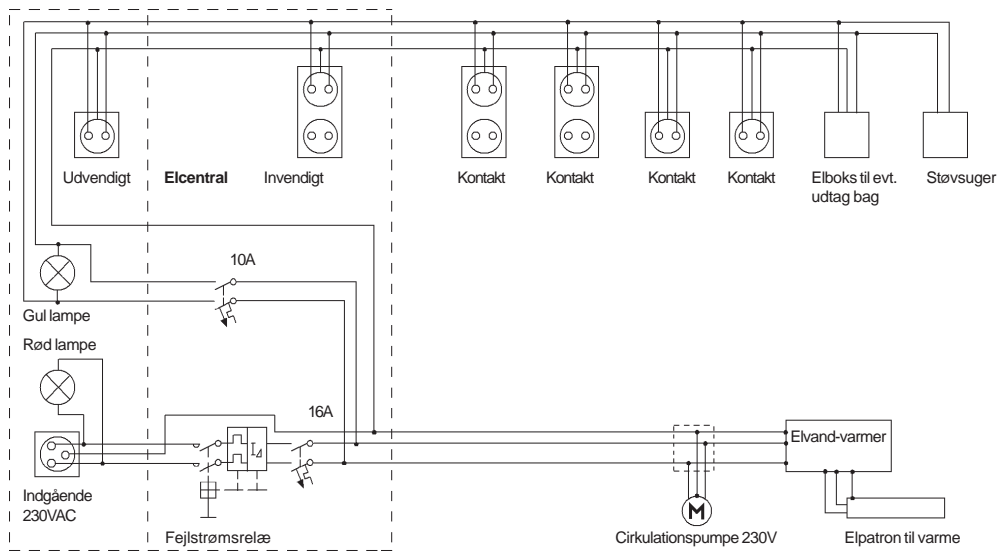 Udvendigt
Elcentral
Invendigt
Kontakt
Kontakt
Kontakt
Kontakt
Elboks til evt.
udtag bag
Støvsuger
10A
Gul lampe
Rød lampe
16A
I⊿
Elvand-varmer
Indgående
230VAC
M
Fejlstrømsrelæ
Cirkulationspumpe 230V
Elpatron til varme